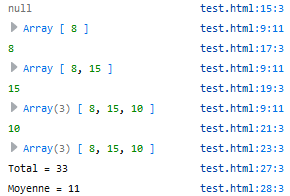 null test.html:15:3
Array [ 8 ] test.html:9:11
8 test.html:17:3
Array [ 8, 15 ] test.html:9:11
15 test.html:19:3
Array(3) [ 8, 15, 10 ] test.html:9:11
10 test.html:21:3
Array(3) [ 8, 15, 10 ] test.html:23:3
Total = 33 test.html:27:3
Moyenne = 11 test.html:28:3